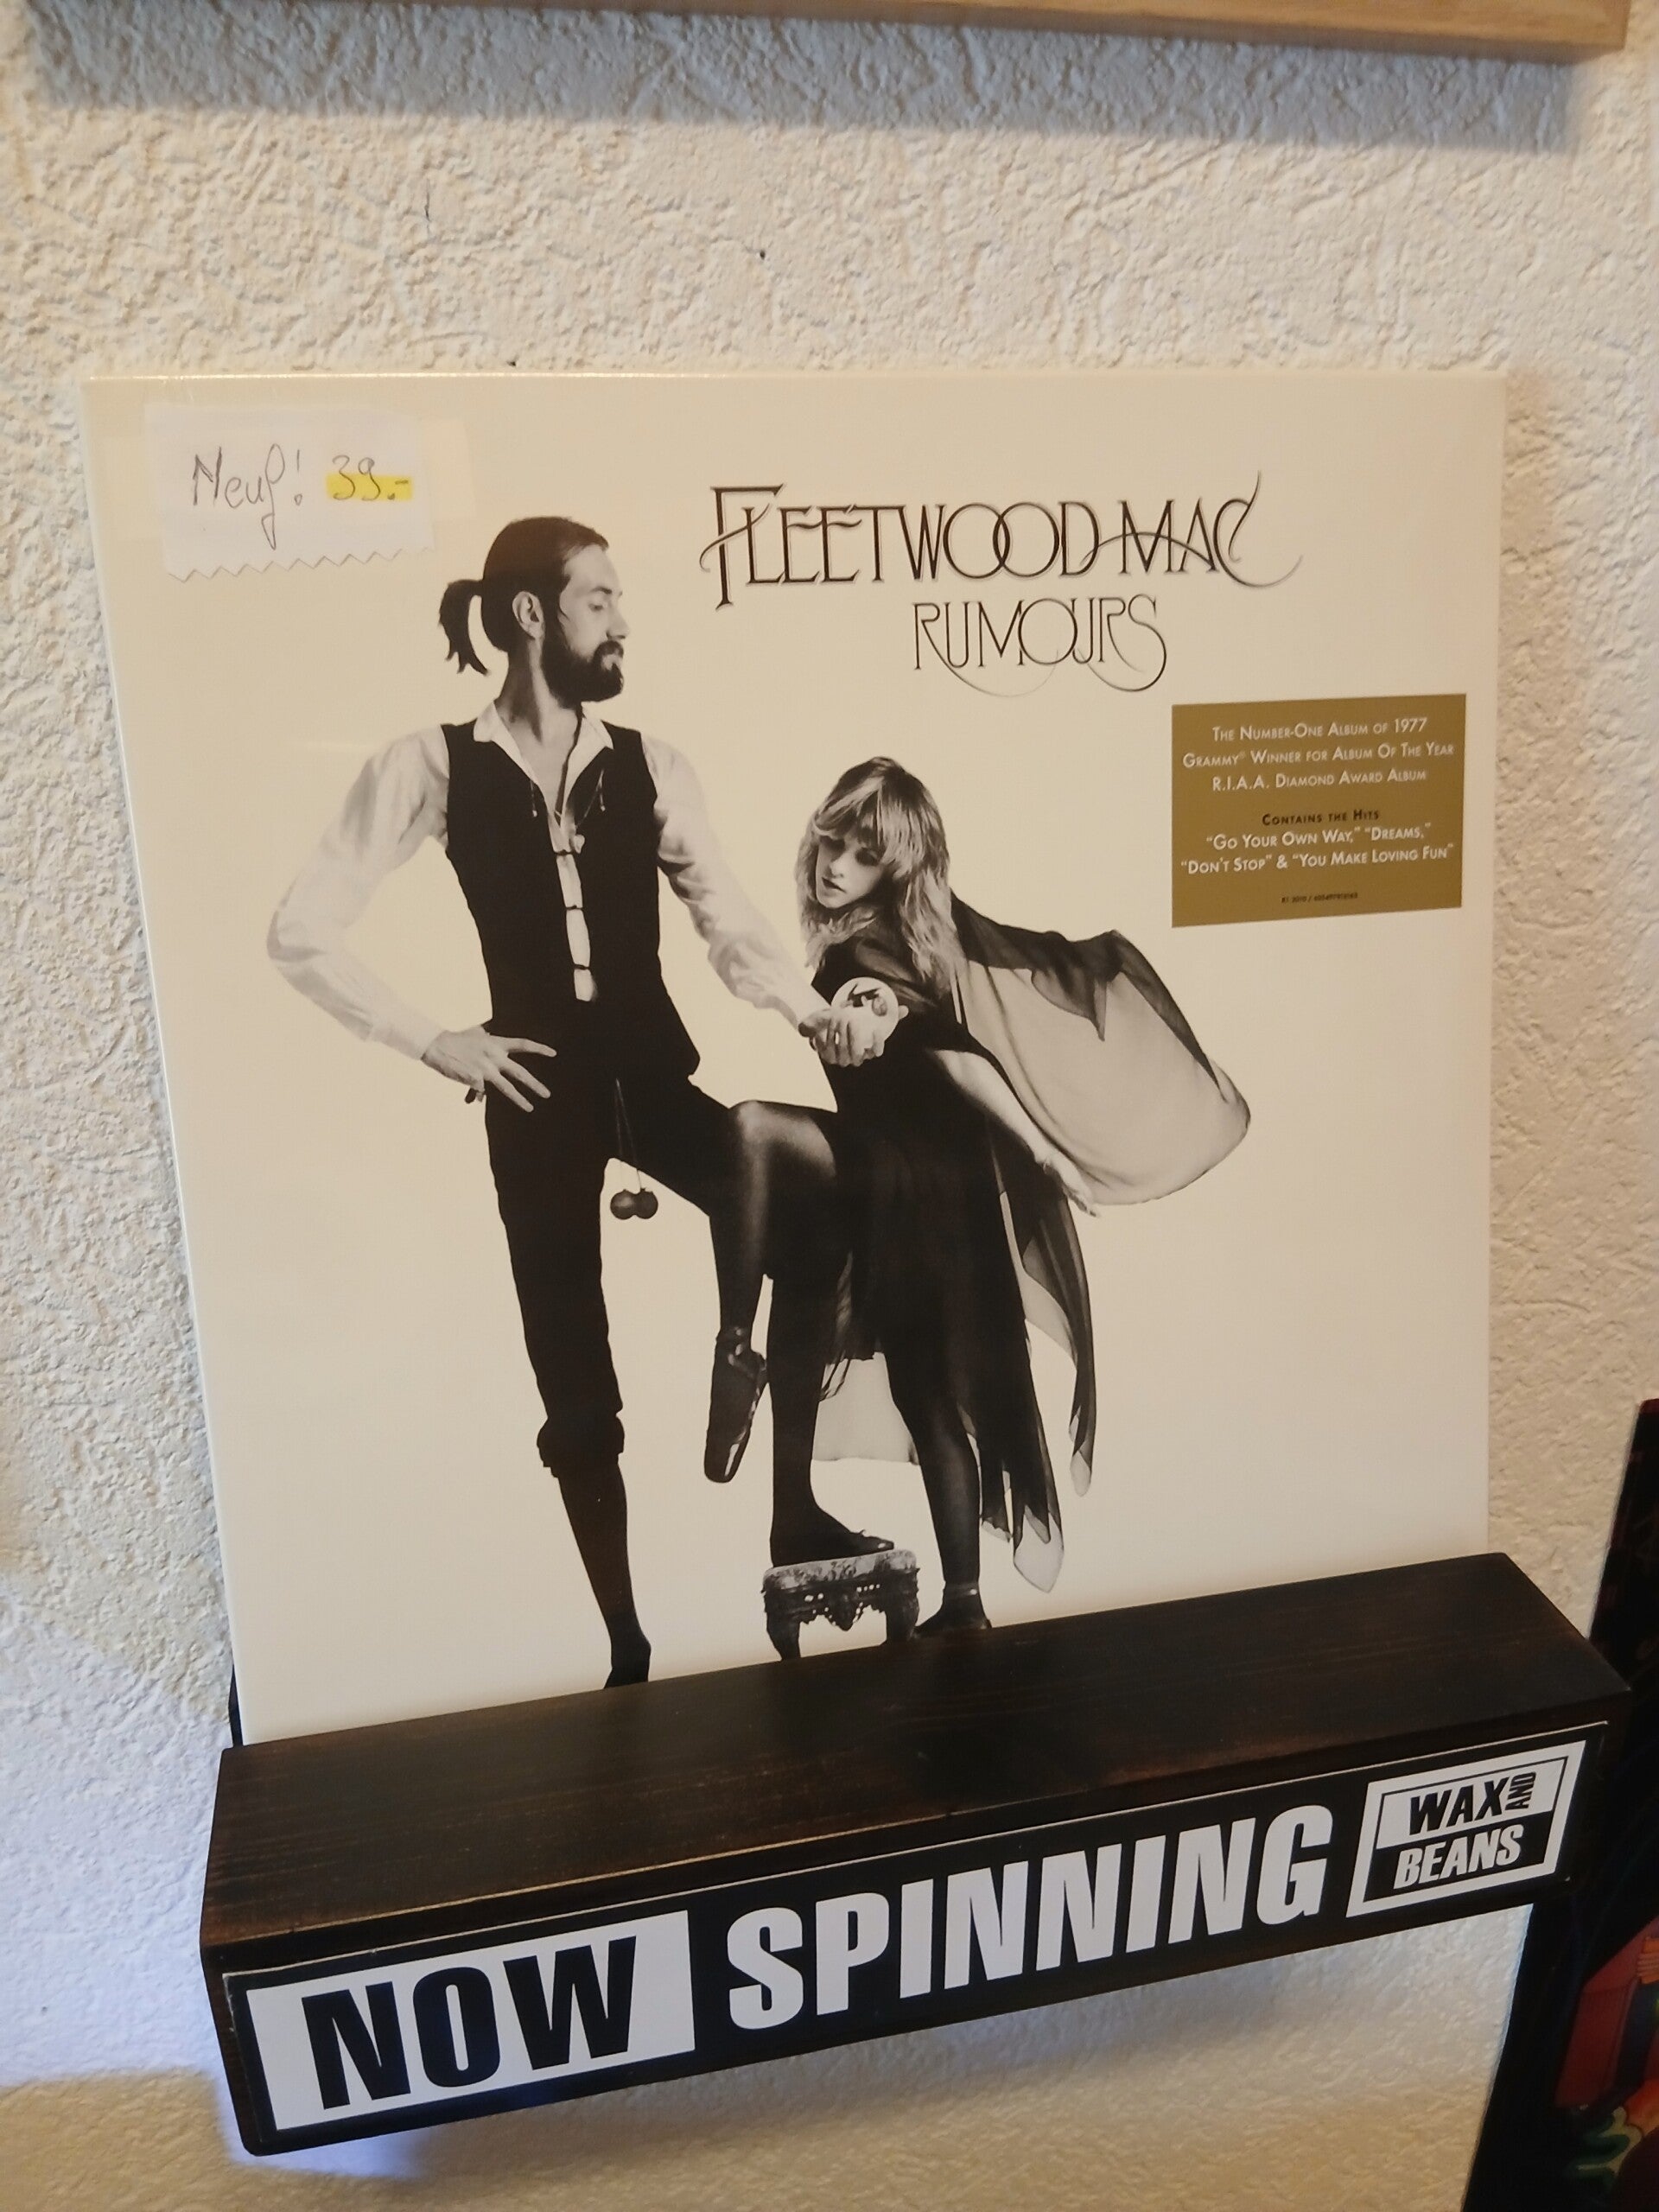 Neuf! 39.-
FLEETWOOD MAC
RUMOURS
THE NUMBER-ONE ALBUM OF 1977
GRAMMY® WINNER FOR ALBUM OF THE YEAR
R.I.A.A. DIAMOND AWARD ALBUM
CONTAINS THE HITS
"GO YOUR OWN WAY," "DREAMS,"
"DON'T STOP" & "YOU MAKE LOVING FUN"
NOW SPINNING
WAX AND
BEANS